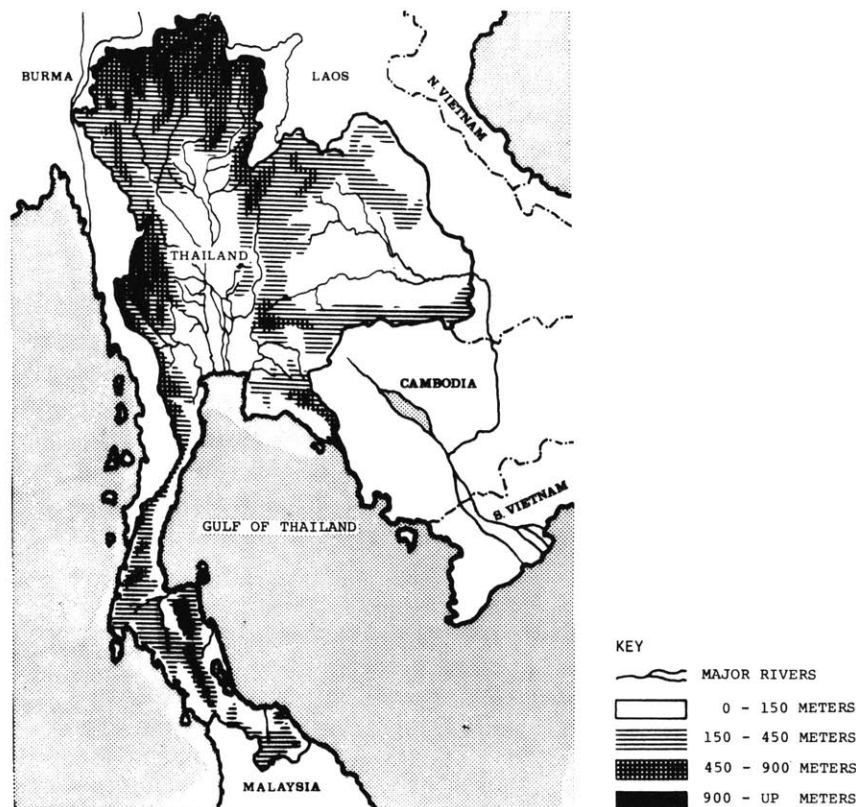 BURMA
LAOS
N. VIETNAM
THAILAND
CAMBODIA
S. VIETNAM
GULF OF THAILAND
MALAYSIA
KEY
MAJOR RIVERS
0 - 150 METERS
150 - 450 METERS
450 - 900 METERS
900 - UP METERS